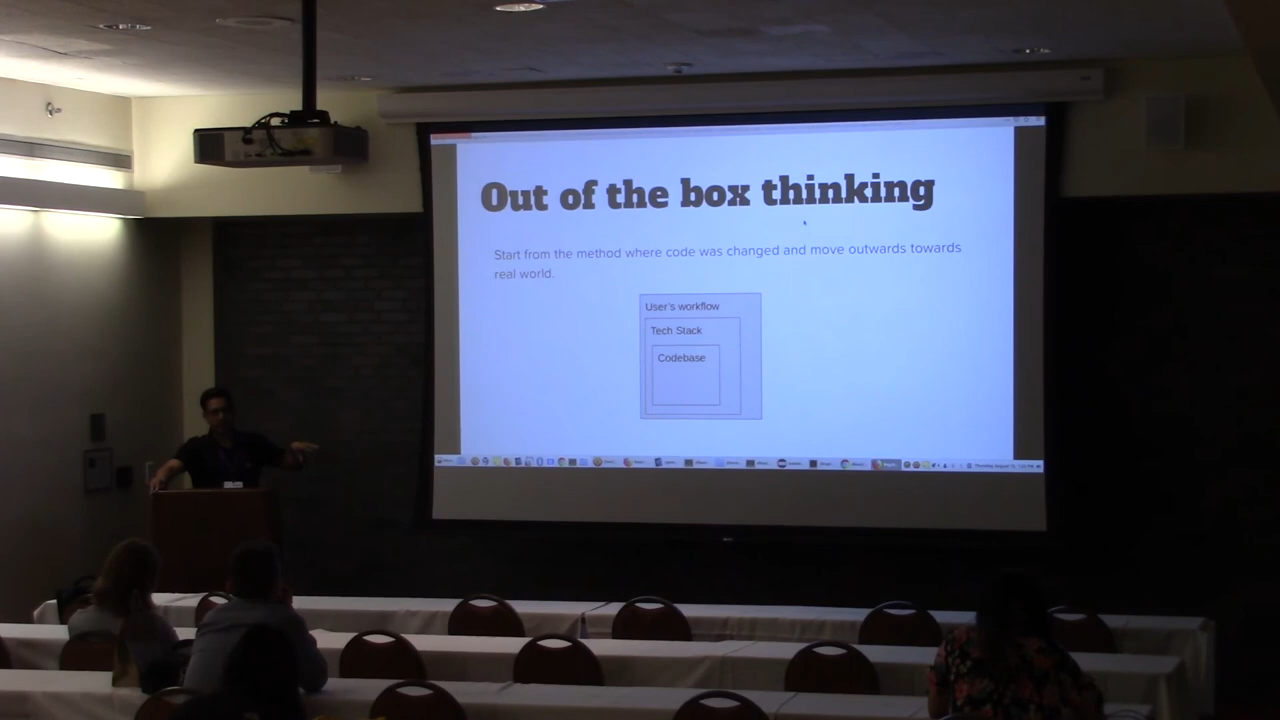 Out of the box thinking
Start from the method where code was changed and move outwards towards
real world.
User's workflow
Tech Stack
Codebase